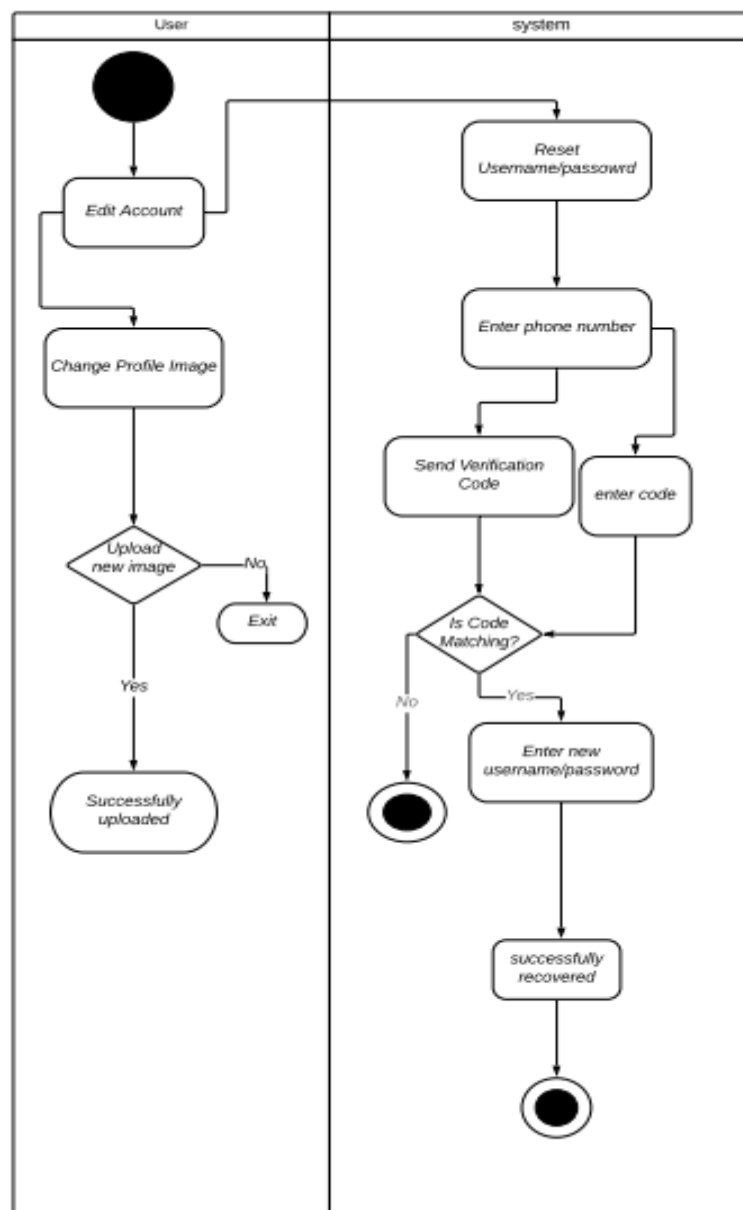 User
system
Reset
Username/passowrd
Edit Account
Enter phone number
Change Profile Image
Send Verification
Code
enter code
Upload
new image
No
Exit
Is Code
Matching?
Yes
No
Yes
Enter new
username/password
Successfully
uploaded
successfully
recovered